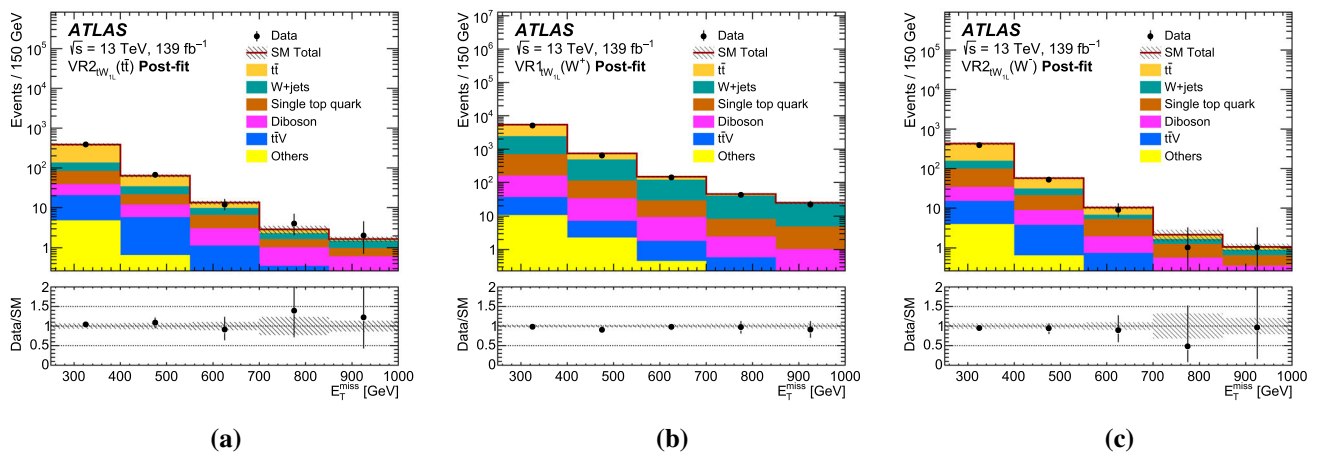 ATLAS
√s = 13 TeV, 139 fb⁻¹
VR2tW1L(tt̄) Post-fit
Data
SM Total
tt̄
W+jets
Single top quark
Diboson
tt̄V
Others
Events / 150 GeV
10⁵
10⁴
10³
10²
10
1
Data/SM
2
1.5
1
0.5
0
300 400 500 600 700 800 900 1000
E_T^miss [GeV]
(a)
ATLAS
√s = 13 TeV, 139 fb⁻¹
VR1tW1L(W⁺) Post-fit
Data
SM Total
tt̄
W+jets
Single top quark
Diboson
tt̄V
Others
Events / 150 GeV
10⁷
10⁶
10⁵
10⁴
10³
10²
10
1
Data/SM
2
1.5
1
0.5
0
300 400 500 600 700 800 900 1000
E_T^miss [GeV]
(b)
ATLAS
√s = 13 TeV, 139 fb⁻¹
VR2tW1L(W⁻) Post-fit
Data
SM Total
tt̄
W+jets
Single top quark
Diboson
tt̄V
Others
Events / 150 GeV
10⁵
10⁴
10³
10²
10
1
Data/SM
2
1.5
1
0.5
0
300 400 500 600 700 800 900 1000
E_T^miss [GeV]
(c)